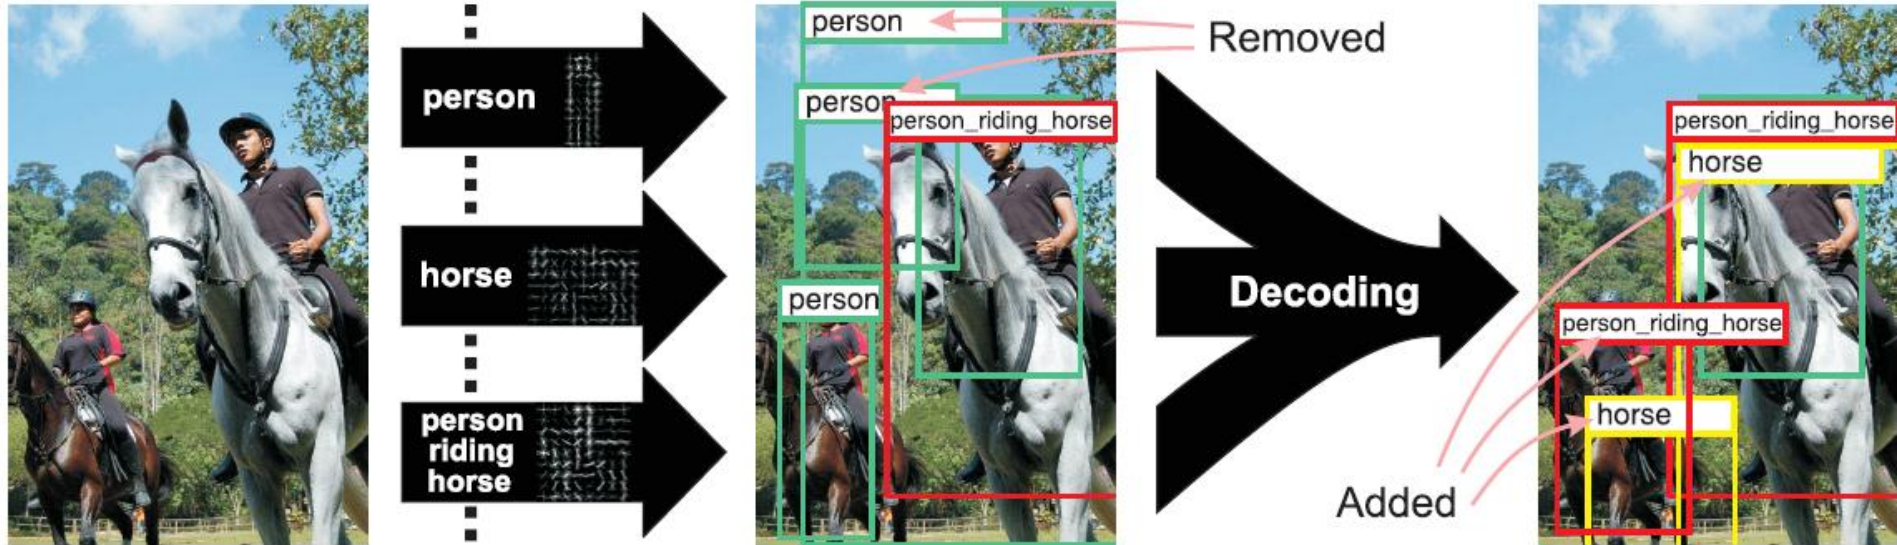 person
horse
person
riding
horse
person
person
person_riding_horse
person
Removed
Decoding
Added
person_riding_horse
horse
person_riding_horse
horse